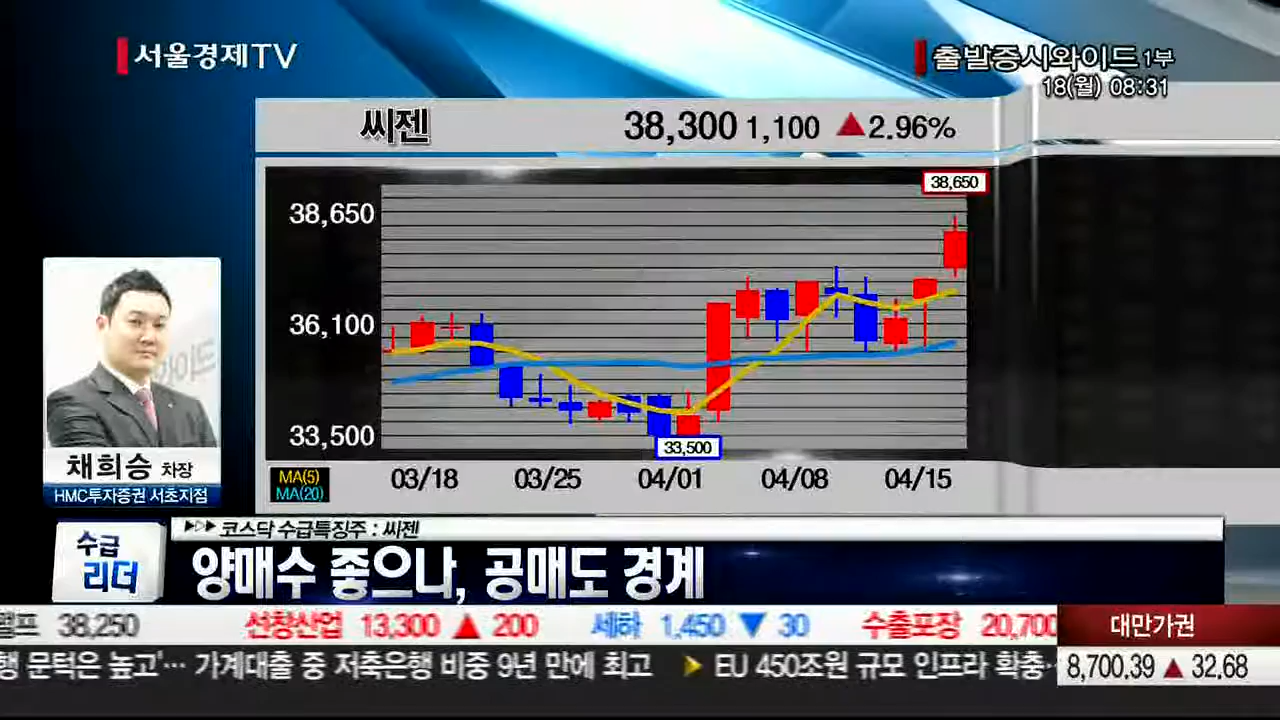 서울경제TV
출발증시와이드 1부
18(월) 08:31
씨젠 38,300 1,100 ▲2.96%
38,650
38,650
36,100
33,500
33,500
MA(5)
MA(20)
03/18 03/25 04/01 04/08 04/15
채희승 차장
HMC투자증권 서초지점
수급
리더
코스닥 수급특징주 : 씨젠
양매수 좋으나, 공매도 경계
38,250 선창산업 13,300 ▲ 200 세하 1,450 ▼ 30 수출포장 20,700
대만가권
행 문턱은 높고'… 가계대출 중 저축은행 비중 9년 만에 최고 EU 450조원 규모 인프라 확충…
8,700.39 ▲ 32.68